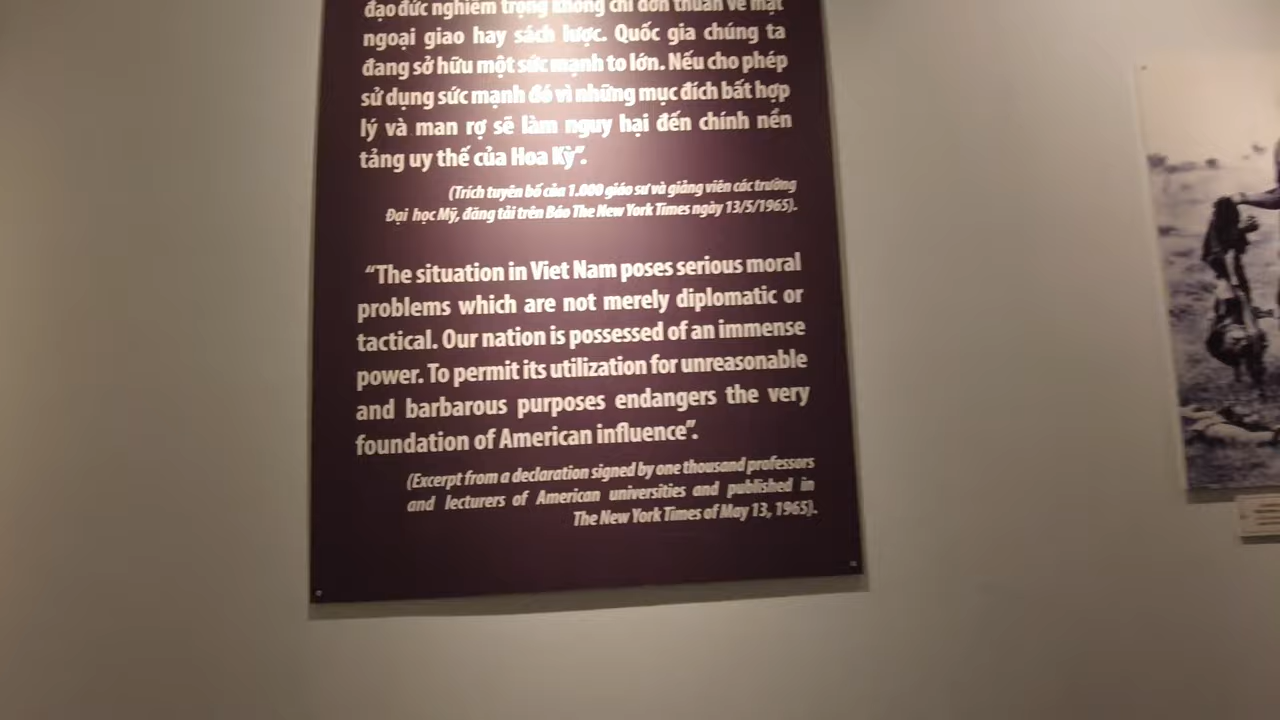 đạo đức nghiêm trọng không chỉ đơn thuần về mặt
ngoại giao hay sách lược. Quốc gia chúng ta
đang sở hữu một sức mạnh to lớn. Nếu cho phép
sử dụng sức mạnh đó vì những mục đích bất hợp
lý và man rợ sẽ làm nguy hại đến chính nền
tảng uy thế của Hoa Kỳ”.
(Trích tuyên bố của 1.000 giáo sư và giảng viên các trường
Đại học Mỹ, đăng tải trên Báo The New York Times ngày 13/5/1965).
“The situation in Viet Nam poses serious moral
problems which are not merely diplomatic or
tactical. Our nation is possessed of an immense
power. To permit its utilization for unreasonable
and barbarous purposes endangers the very
foundation of American influence”.
(Excerpt from a declaration signed by one thousand professors
and lecturers of American universities and published in
The New York Times of May 13, 1965).